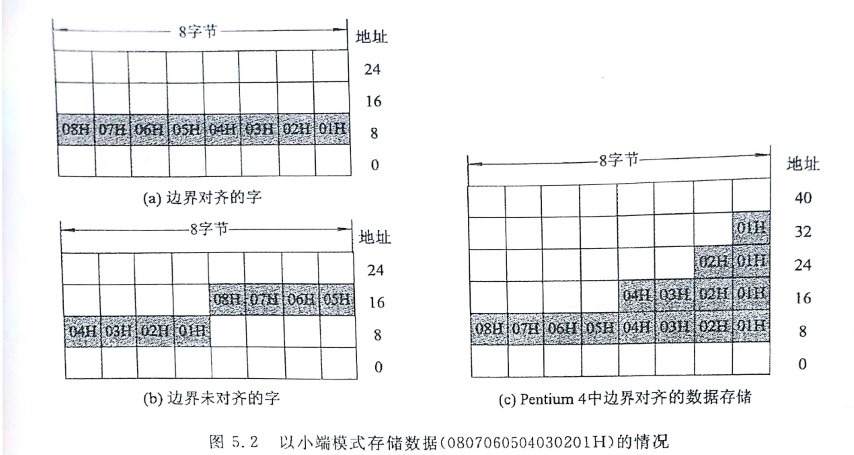 8字节
地址
24
16
08H 07H 06H 05H 04H 03H 02H 01H 8
0
(a) 边界对齐的字
8字节
地址
24
08H 07H 06H 05H 16
04H 03H 02H 01H 8
0
(b) 边界未对齐的字
8字节
地址
40
01H 32
02H 01H 24
04H 03H 02H 01H 16
08H 07H 06H 05H 04H 03H 02H 01H 8
0
(c) Pentium 4中边界对齐的数据存储
图 5.2 以小端模式存储数据(0807060504030201H)的情况